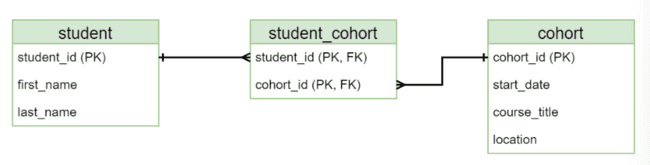 student
student_id (PK)
first_name
last_name
student_cohort
student_id (PK, FK)
cohort_id (PK, FK)
cohort
cohort_id (PK)
start_date
course_title
location